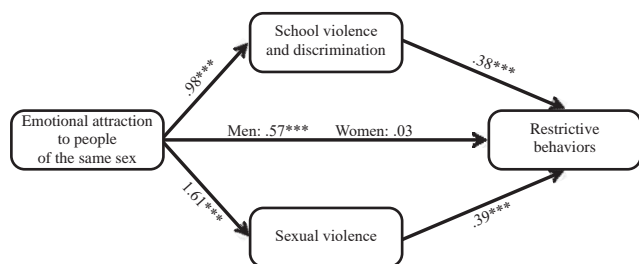 School violence
and discrimination
.98***
.38***
Emotional attraction
to people
of the same sex
Men: .57*** Women: .03
Restrictive
behaviors
1.61***
.39***
Sexual violence